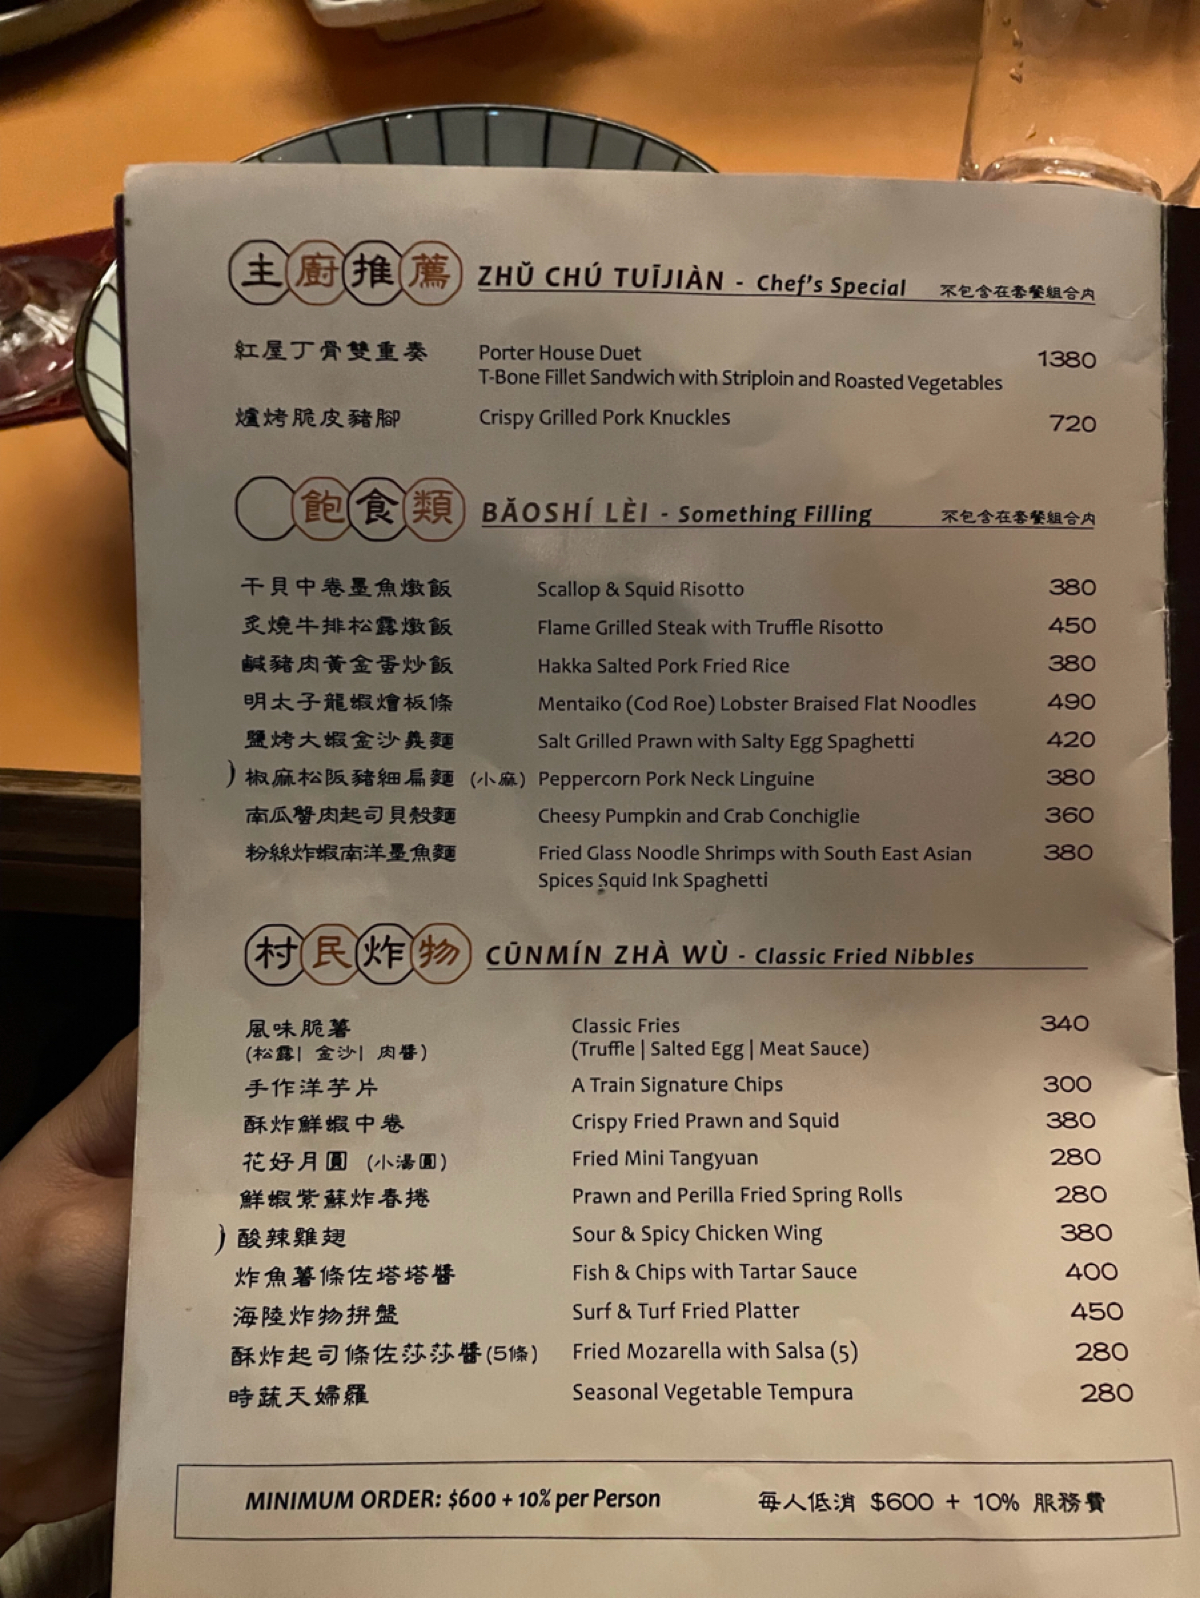 主廚推薦 ZHŬ CHÚ TUĪJIÀN - Chef's Special 不包含在套餐組合內
紅屋丁骨雙重奏 Porter House Duet 1380
T-Bone Fillet Sandwich with Striploin and Roasted Vegetables
爐烤脆皮豬腳 Crispy Grilled Pork Knuckles 720
飽食類 BĂOSHÍ LÈI - Something Filling 不包含在套餐組合內
干貝中卷墨魚燉飯 Scallop & Squid Risotto 380
炙燒牛排松露燉飯 Flame Grilled Steak with Truffle Risotto 450
鹹豬肉黃金蛋炒飯 Hakka Salted Pork Fried Rice 380
明太子龍蝦燴板條 Mentaiko (Cod Roe) Lobster Braised Flat Noodles 490
鹽烤大蝦金沙義麵 Salt Grilled Prawn with Salty Egg Spaghetti 420
椒麻松阪豬細扁麵 (小麻) Peppercorn Pork Neck Linguine 380
南瓜蟹肉起司貝殼麵 Cheesy Pumpkin and Crab Conchiglie 360
粉絲炸蝦南洋墨魚麵 Fried Glass Noodle Shrimps with South East Asian 380
Spices Squid Ink Spaghetti
村民炸物 CŪNMÍN ZHÀ WÙ - Classic Fried Nibbles
風味脆薯 Classic Fries 340
(松露| 金沙| 肉醬) (Truffle | Salted Egg | Meat Sauce)
手作洋芋片 A Train Signature Chips 300
酥炸鮮蝦中卷 Crispy Fried Prawn and Squid 380
花好月圓 (小湯圓) Fried Mini Tangyuan 280
鮮蝦紫蘇炸春捲 Prawn and Perilla Fried Spring Rolls 280
酸辣雞翅 Sour & Spicy Chicken Wing 380
炸魚薯條佐塔塔醬 Fish & Chips with Tartar Sauce 400
海陸炸物拼盤 Surf & Turf Fried Platter 450
酥炸起司條佐莎莎醬(5條) Fried Mozarella with Salsa (5) 280
時蔬天婦羅 Seasonal Vegetable Tempura 280
MINIMUM ORDER: $600 + 10% per Person 每人低消 $600 + 10% 服務費